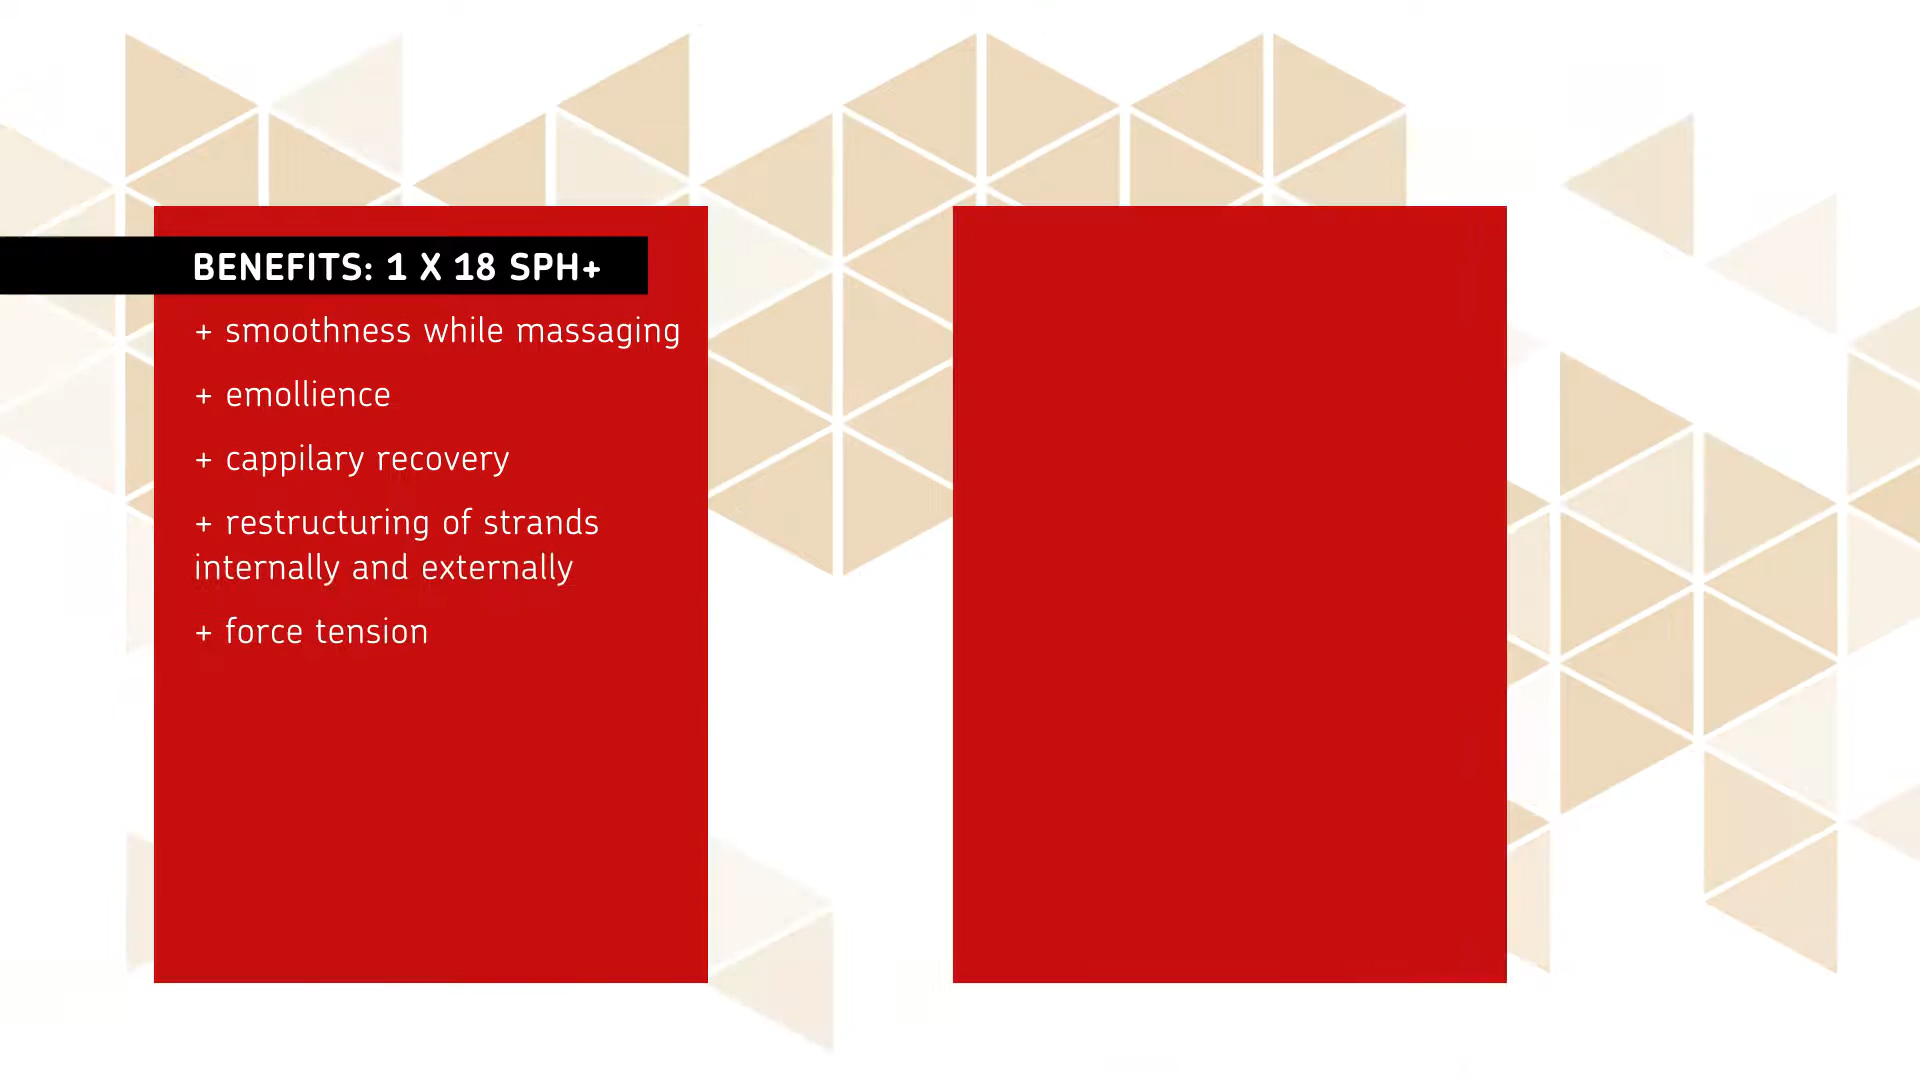 BENEFITS: 1 X 18 SPH+
+ smoothness while massaging
+ emollience
+ cappilary recovery
+ restructuring of strands
internally and externally
+ force tension